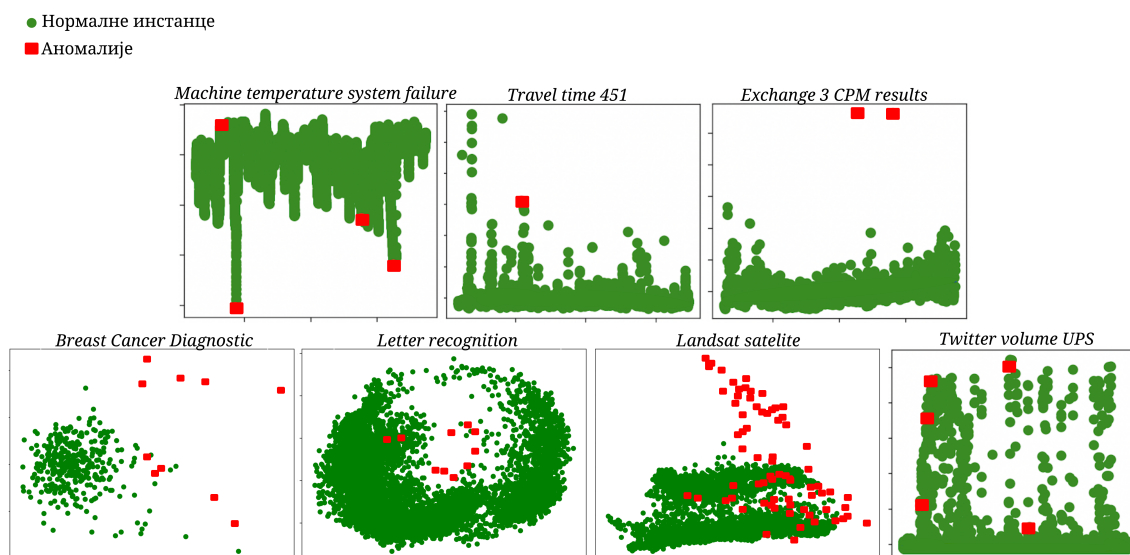 Нормалне инстанце
Аномалије
Machine temperature system failure
Travel time 451
Exchange 3 CPM results
Breast Cancer Diagnostic
Letter recognition
Landsat satelite
Twitter volume UPS